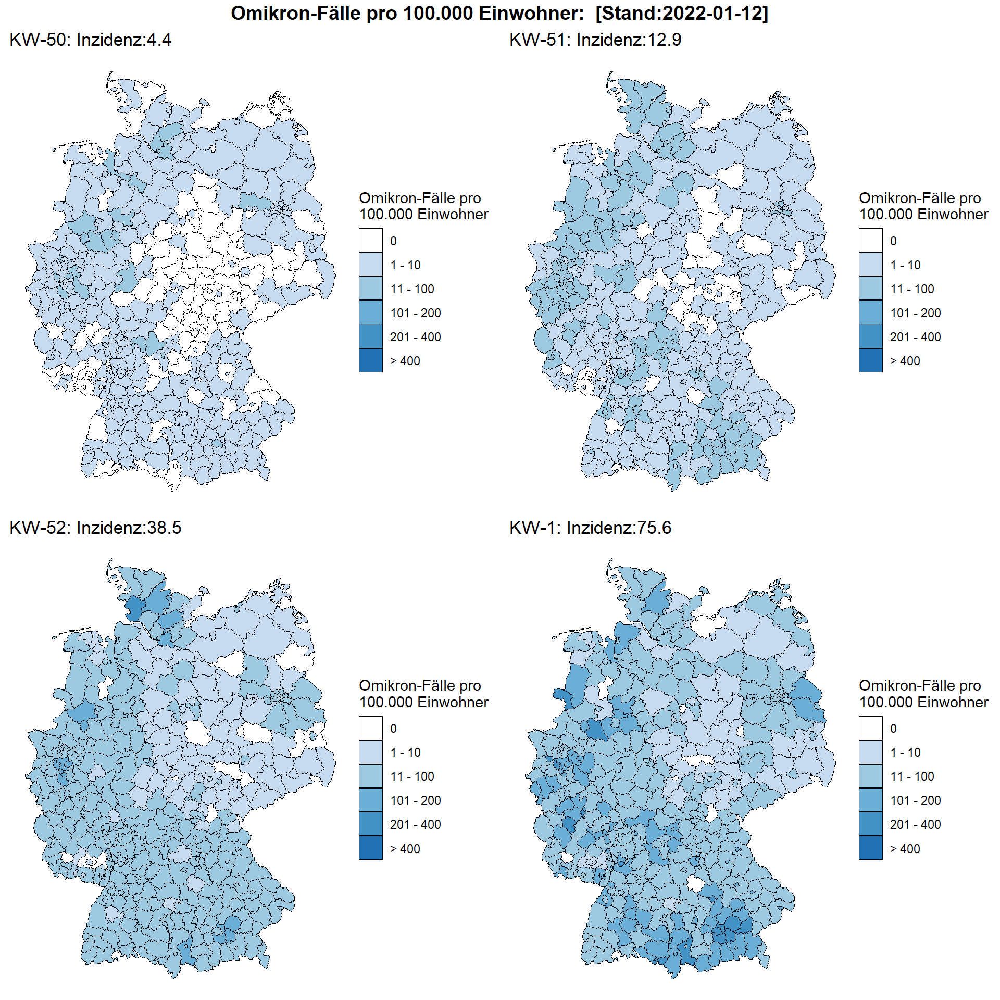 Omikron-Fälle pro 100.000 Einwohner:  [Stand:2022-01-12]
KW-50: Inzidenz:4.4
Omikron-Fälle pro
100.000 Einwohner
0
1 - 10
11 - 100
101 - 200
201 - 400
> 400
KW-51: Inzidenz:12.9
Omikron-Fälle pro
100.000 Einwohner
0
1 - 10
11 - 100
101 - 200
201 - 400
> 400
KW-52: Inzidenz:38.5
Omikron-Fälle pro
100.000 Einwohner
0
1 - 10
11 - 100
101 - 200
201 - 400
> 400
KW-1: Inzidenz:75.6
Omikron-Fälle pro
100.000 Einwohner
0
1 - 10
11 - 100
101 - 200
201 - 400
> 400